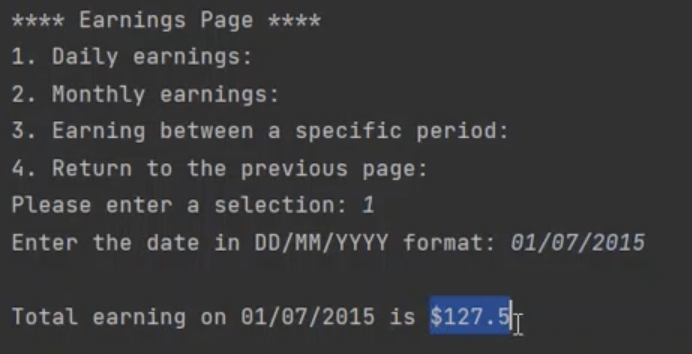 **** Earnings Page ****
1. Daily earnings:
2. Monthly earnings:
3. Earning between a specific period:
4. Return to the previous page:
Please enter a selection: 1
Enter the date in DD/MM/YYYY format: 01/07/2015
Total earning on 01/07/2015 is $127.5